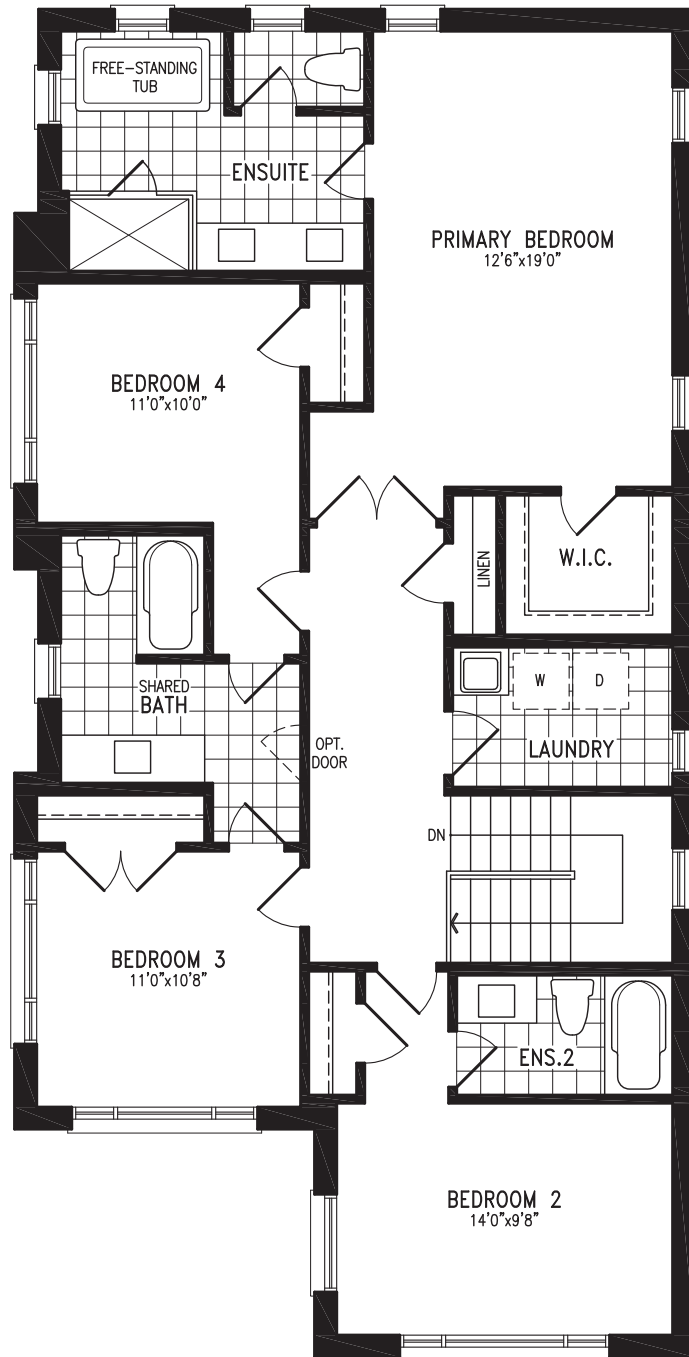 FREE-STANDING
TUB
ENSUITE
PRIMARY BEDROOM
12'6"x19'0"
BEDROOM 4
11'0"x10'0"
LINEN
W.I.C.
W
D
SHARED
BATH
OPT.
DOOR
LAUNDRY
DN
BEDROOM 3
11'0"x10'8"
ENS.2
BEDROOM 2
14'0"x9'8"